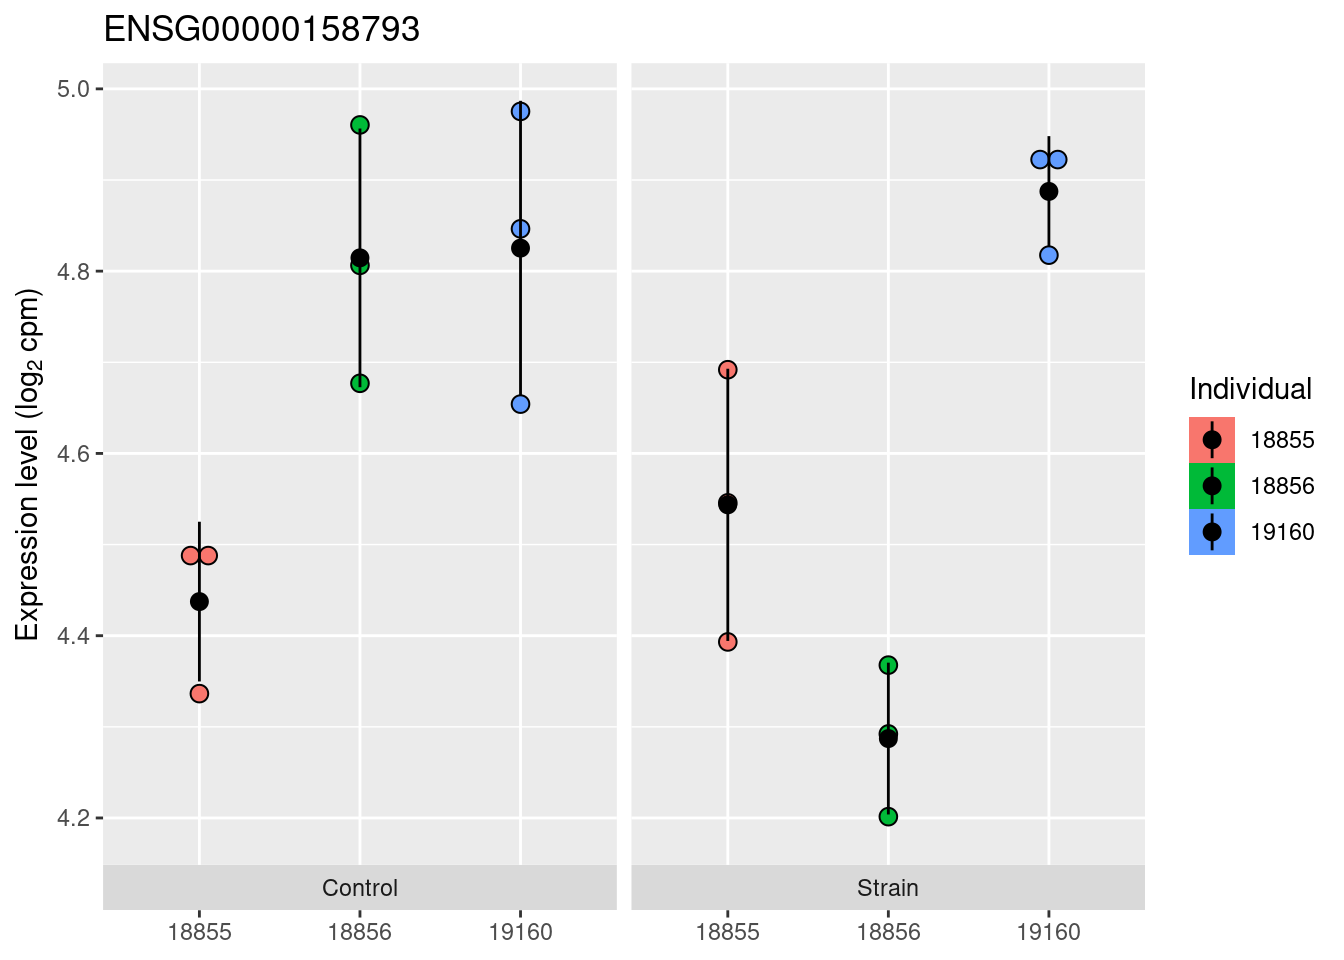 ENSG00000158793
Expression level (log₂ cpm)
5.0
4.8
4.6
4.4
4.2
Control
Strain
18855
18856
19160
18855
18856
19160
Individual
18855
18856
19160